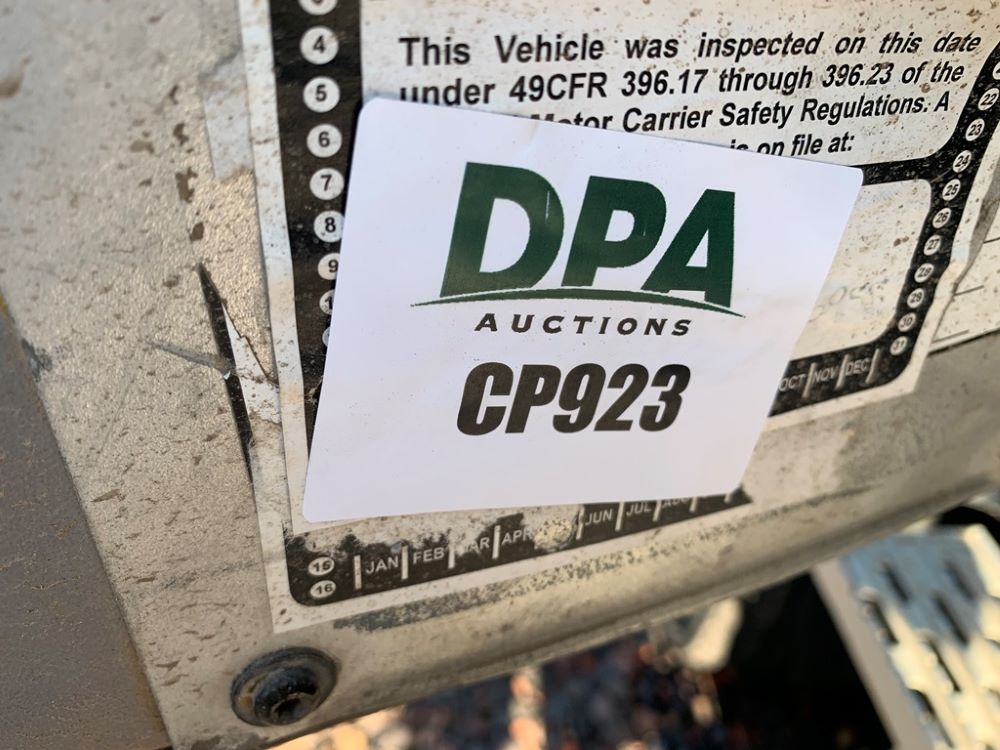 4
5
6
7
8
9
This Vehicle was inspected on this date
under 49CFR 396.17 through 396.23 of the
Motor Carrier Safety Regulations. A
is on file at:
DPA
AUCTIONS
CP923
22
23
24
25
26
27
28
29
30
31
OCT NOV DEC
15
16
JAN FEB APR JUN JUL